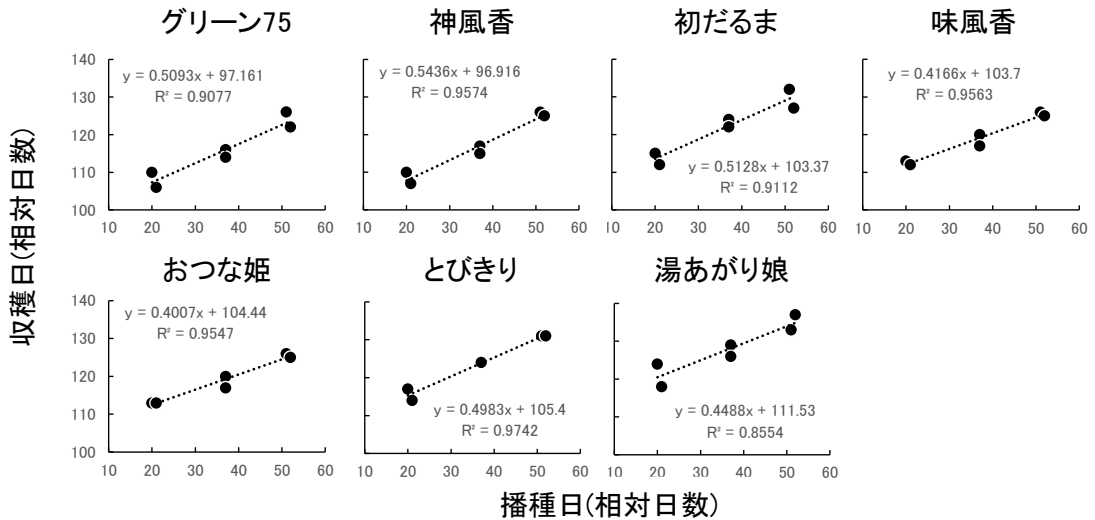 グリーン75
神風香
初だるま
味風香
y = 0.5093x + 97.161
R² = 0.9077
y = 0.5436x + 96.916
R² = 0.9574
y = 0.5128x + 103.37
R² = 0.9112
y = 0.4166x + 103.7
R² = 0.9563
140
130
120
110
100
10 20 30 40 50 60
10 20 30 40 50 60
10 20 30 40 50 60
10 20 30 40 50 60
収穫日(相対日数)
おつな姫
とびきり
湯あがり娘
y = 0.4007x + 104.44
R² = 0.9547
y = 0.4983x + 105.4
R² = 0.9742
y = 0.4488x + 111.53
R² = 0.8554
140
130
120
110
100
10 20 30 40 50 60
10 20 30 40 50 60
10 20 30 40 50 60
播種日(相対日数)